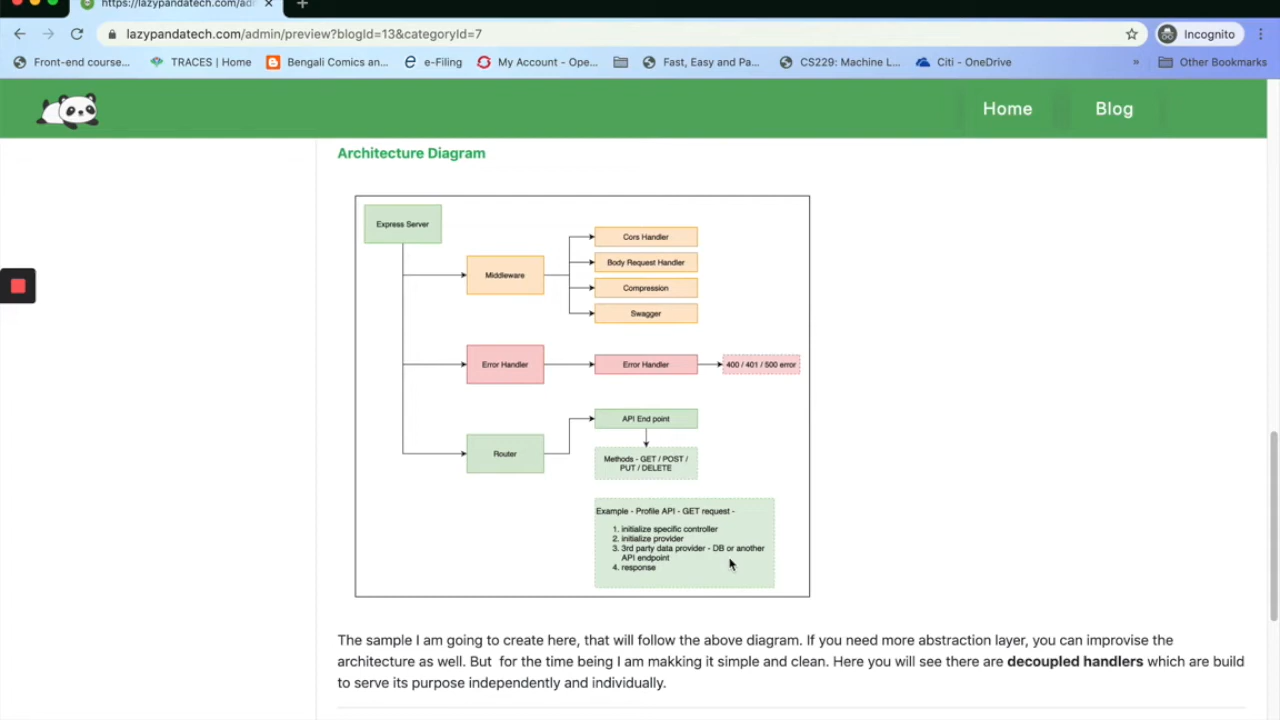 https://lazypandatech.com/adm
lazypandatech.com/admin/preview?blogId=13&categoryId=7
Incognito
Front-end course...
TRACES | Home
Bengali Comics an...
e-Filing
My Account - Ope...
Fast, Easy and Pa...
CS229: Machine L...
Citi - OneDrive
»
Other Bookmarks
Home
Blog
Architecture Diagram
Express Server
Middleware
Cors Handler
Body Request Handler
Compression
Swagger
Error Handler
Error Handler
400 / 401 / 500 error
Router
API End point
Methods - GET / POST /
PUT / DELETE
Example - Profile API - GET request -
1. initialize specific controller
2. initialize provider
3. 3rd party data provider - DB or another
API endpoint
4. response
The sample I am going to create here, that will follow the above diagram. If you need more abstraction layer, you can improvise the
architecture as well. But for the time being I am makking it simple and clean. Here you will see there are decoupled handlers which are build
to serve its purpose independently and individually.